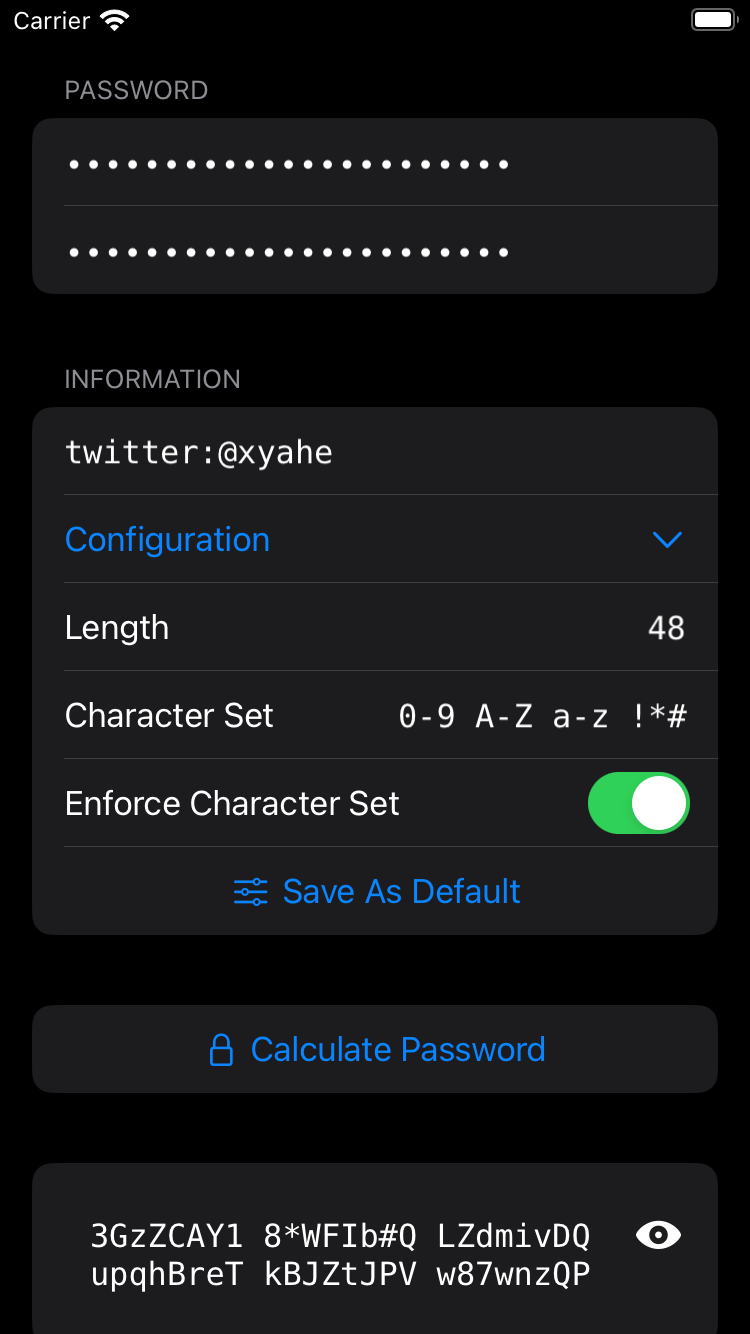 Carrier
PASSWORD
•••••••••••••••••••••••
•••••••••••••••••••••••
INFORMATION
twitter:@xyahe
Configuration
Length 48
Character Set 0-9 A-Z a-z !*#
Enforce Character Set
Save As Default
Calculate Password
3GzZCAY1 8*WFIb#Q LZdmivDQ
upqhBreT kBJZtJPV w87wnzQP